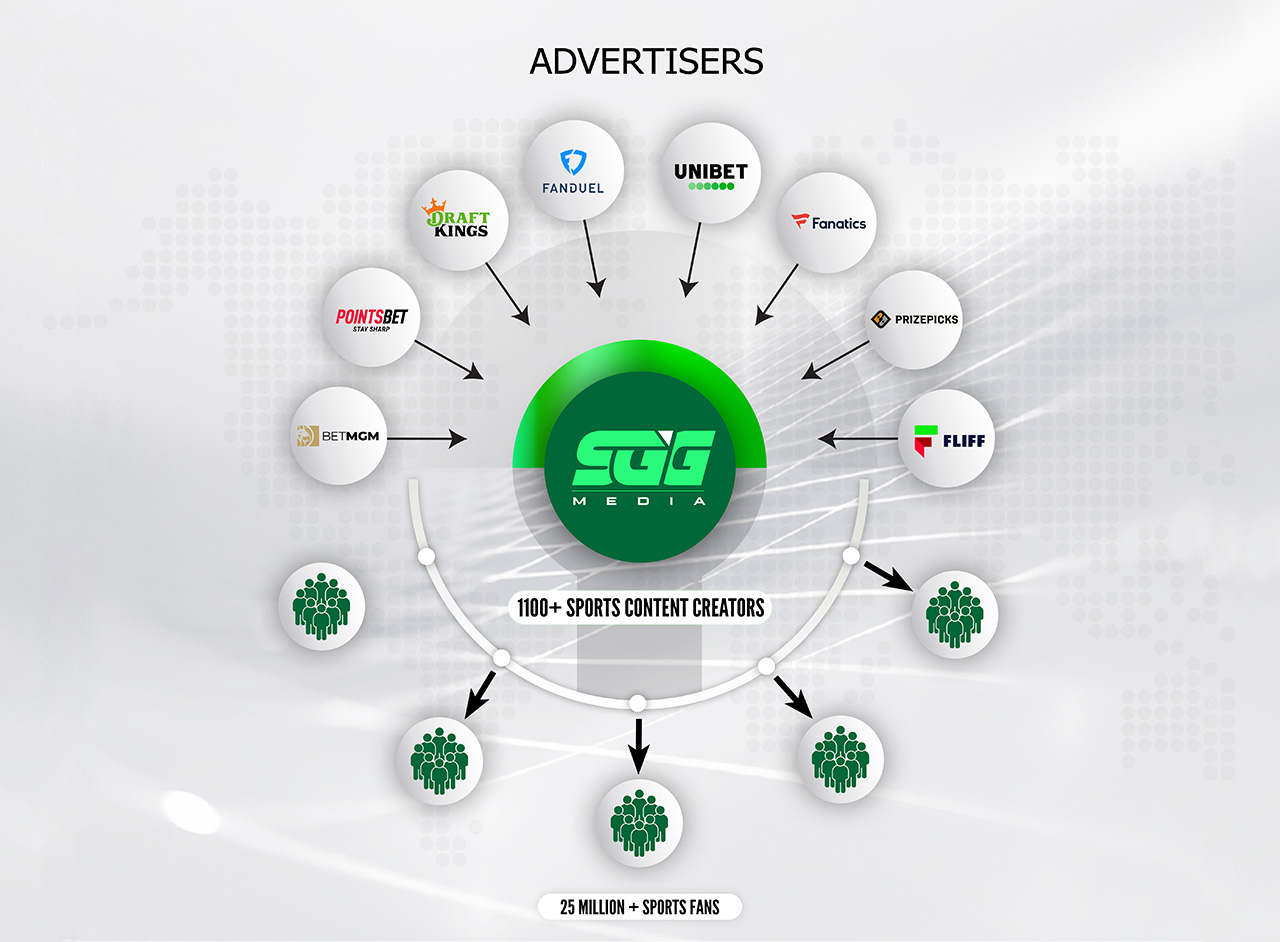 ADVERTISERS
FANDUEL
UNIBET
DRAFT
KINGS
Fanatics
POINTSBET
STAY SHARP
PRIZEPICKS
BETMGM
FLIFF
SGG
MEDIA
1100+ SPORTS CONTENT CREATORS
25 MILLION + SPORTS FANS